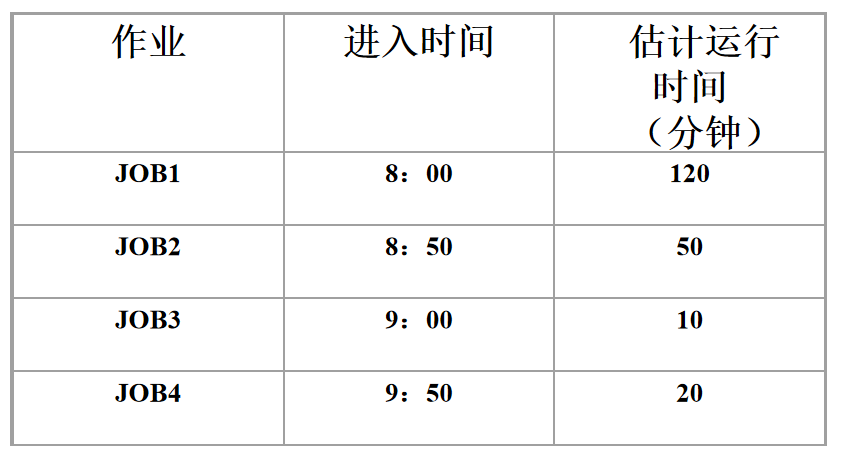 作业 进入时间 估计运行
时间
（分钟）
JOB1 8：00 120
JOB2 8：50 50
JOB3 9：00 10
JOB4 9：50 20